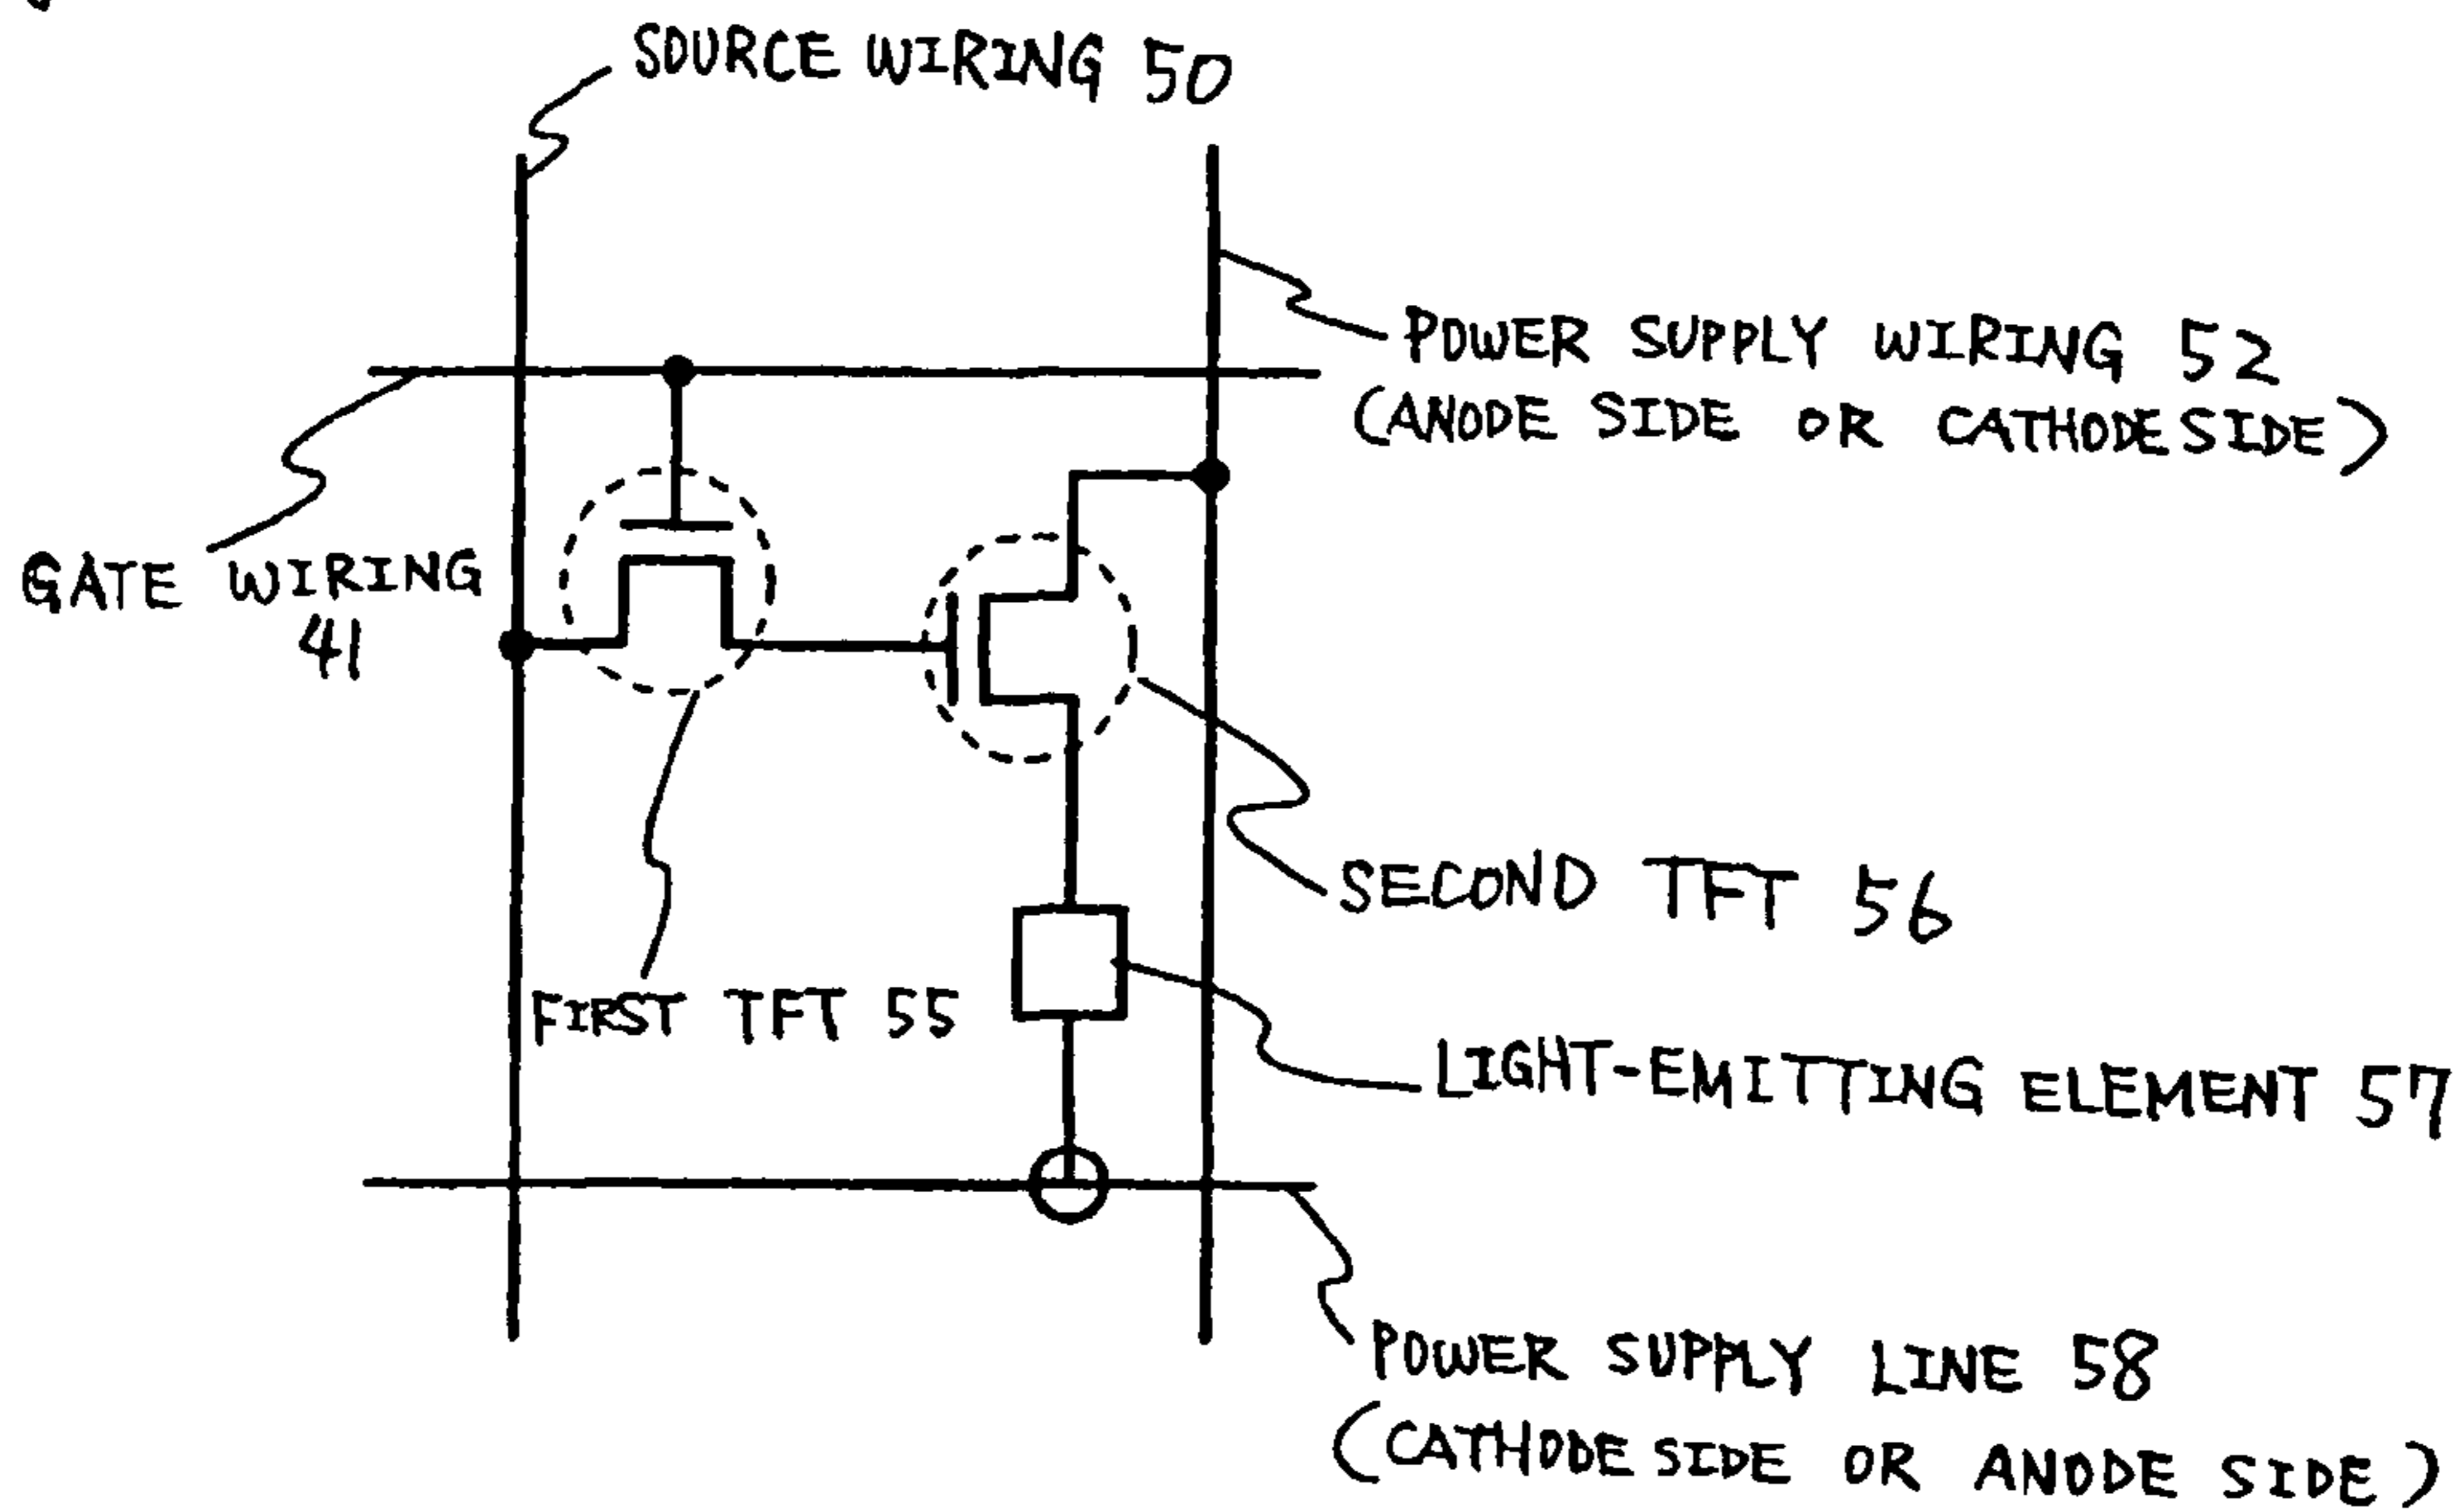 SOURCE WIRING 50
POWER SUPPLY WIRING 52
(ANODE SIDE OR CATHODE SIDE)
GATE WIRING
41
SECOND TFT 56
FIRST TFT 55
LIGHT-EMITTING ELEMENT 57
POWER SUPPLY LINE 58
(CATHODE SIDE OR ANODE SIDE)